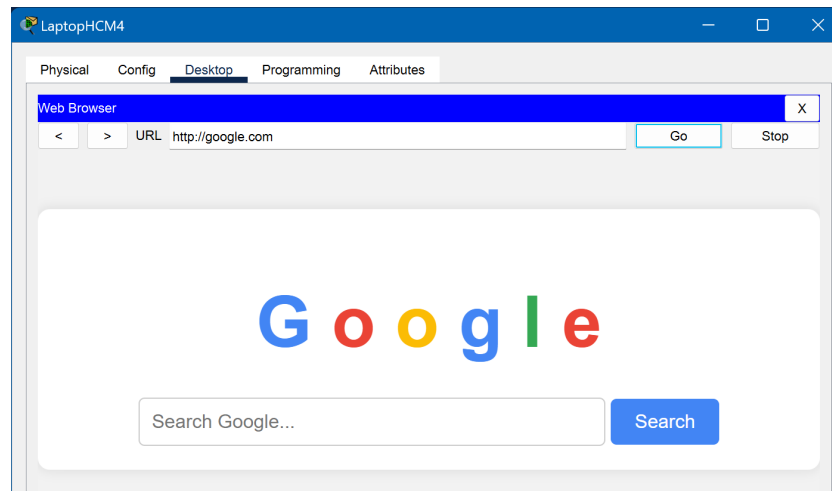 LaptopHCM4
Physical Config Desktop Programming Attributes
Web Browser X
< > URL http://google.com Go Stop
Google
Search Google... Search